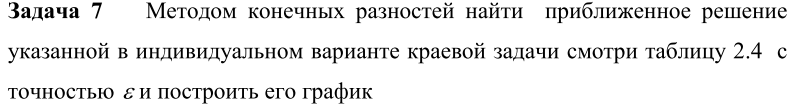 Задача 7 Методом конечных разностей найти приближенное решение
указанной в индивидуальном варианте краевой задачи смотри таблицу 2.4 с
точностью ε и построить его график